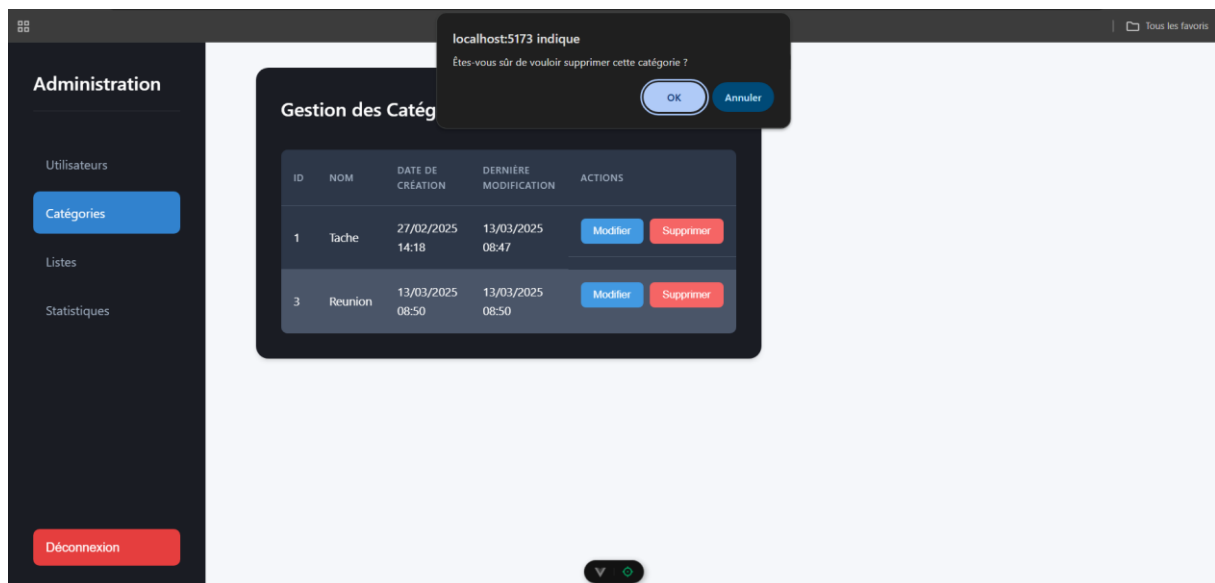 Tous les favoris
localhost:5173 indique
Êtes-vous sûr de vouloir supprimer cette catégorie ?
OK
Annuler
Administration
Utilisateurs
Catégories
Listes
Statistiques
Déconnexion
Gestion des Catég
ID NOM DATE DE CRÉATION DERNIÈRE MODIFICATION ACTIONS
1 Tache 27/02/2025 14:18 13/03/2025 08:47 Modifier Supprimer
3 Reunion 13/03/2025 08:50 13/03/2025 08:50 Modifier Supprimer